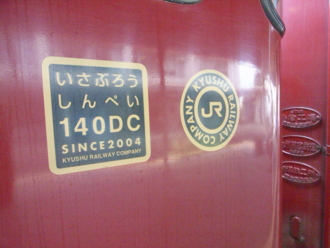 いさぶろう
しんぺい
140DC
SINCE2004
KYUSHU RAILWAY COMPANY
KYUSHU RAILWAY COMPANY
JR